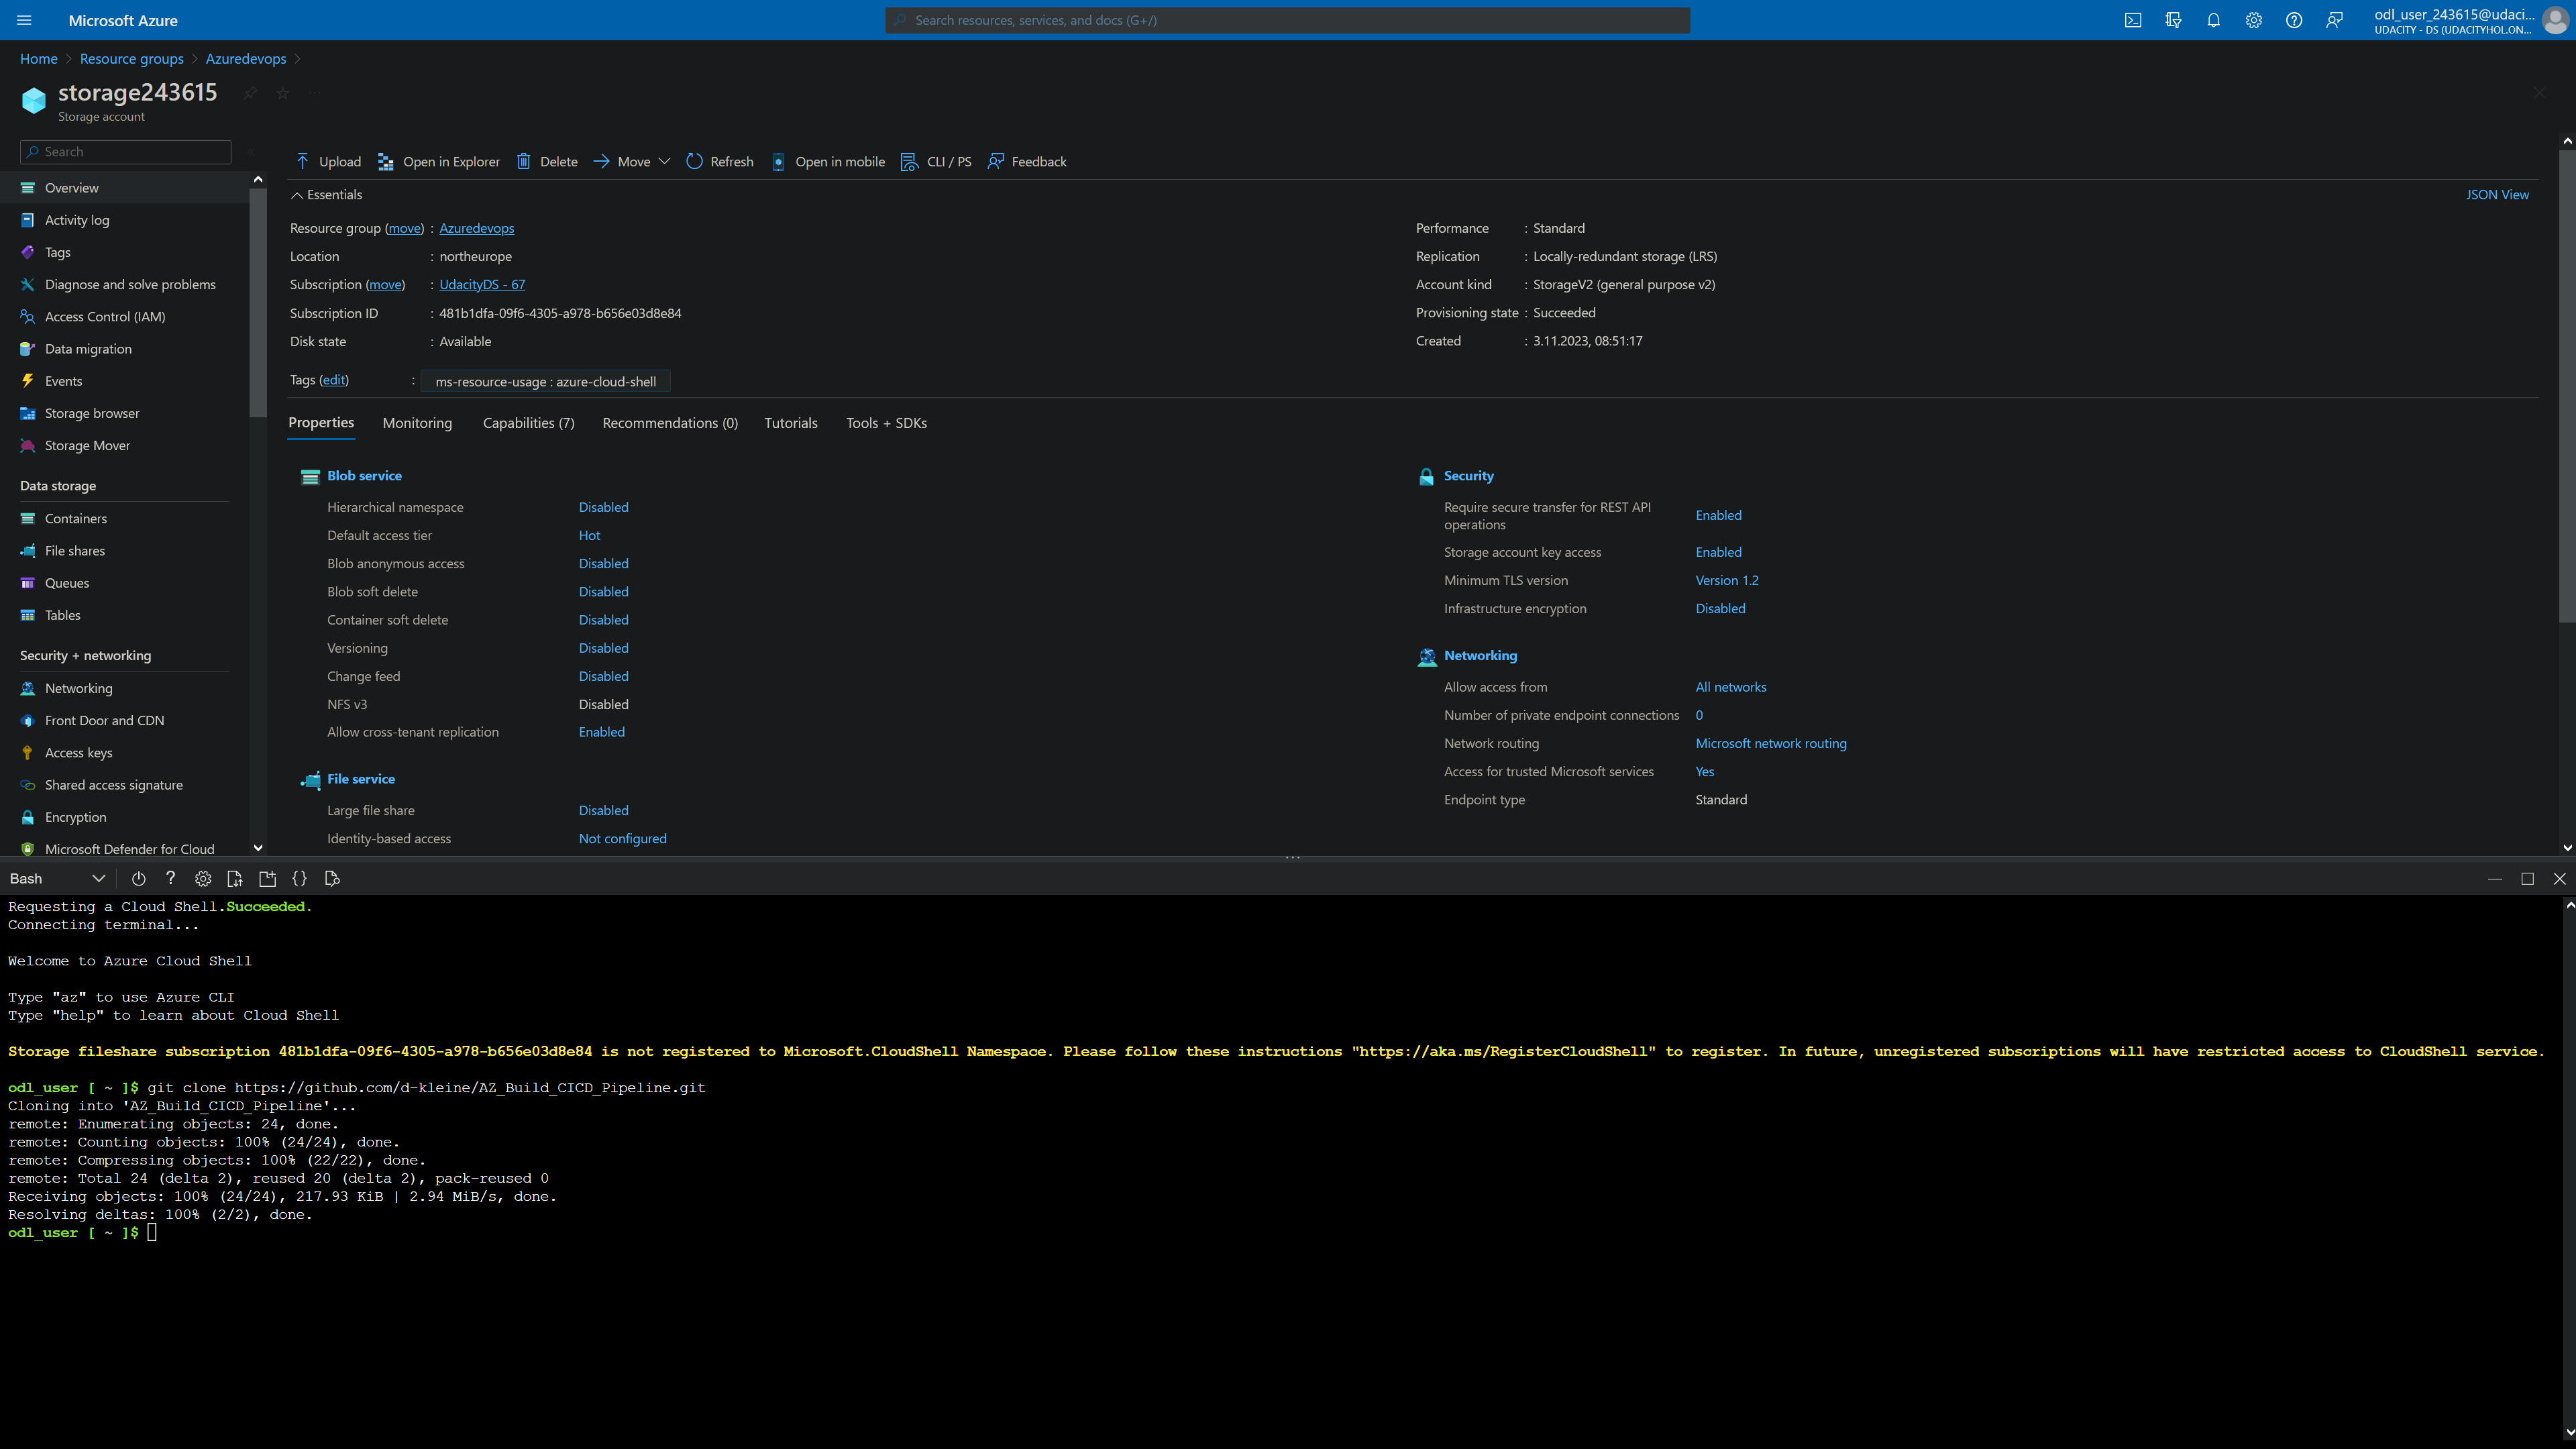 Microsoft Azure
Search resources, services, and docs (G+/)
odl_user_243615@udaci...
UDACITY - DS (UDACITYHOL.ON...
Home > Resource groups > Azuredevops >
storage243615
Storage account
Search
Overview
Activity log
Tags
Diagnose and solve problems
Access Control (IAM)
Data migration
Events
Storage browser
Storage Mover
Data storage
Containers
File shares
Queues
Tables
Security + networking
Networking
Front Door and CDN
Access keys
Shared access signature
Encryption
Microsoft Defender for Cloud
Upload Open in Explorer Delete Move Refresh Open in mobile CLI / PS Feedback
Essentials
JSON View
Resource group (move) : Azuredevops
Location : northeurope
Subscription (move) : UdacityDS - 67
Subscription ID : 481b1dfa-09f6-4305-a978-b656e03d8e84
Disk state : Available
Performance : Standard
Replication : Locally-redundant storage (LRS)
Account kind : StorageV2 (general purpose v2)
Provisioning state : Succeeded
Created : 3.11.2023, 08:51:17
Tags (edit) : ms-resource-usage : azure-cloud-shell
Properties Monitoring Capabilities (7) Recommendations (0) Tutorials Tools + SDKs
Blob service
Hierarchical namespace Disabled
Default access tier Hot
Blob anonymous access Disabled
Blob soft delete Disabled
Container soft delete Disabled
Versioning Disabled
Change feed Disabled
NFS v3 Disabled
Allow cross-tenant replication Enabled
File service
Large file share Disabled
Identity-based access Not configured
Security
Require secure transfer for REST API
operations Enabled
Storage account key access Enabled
Minimum TLS version Version 1.2
Infrastructure encryption Disabled
Networking
Allow access from All networks
Number of private endpoint connections 0
Network routing Microsoft network routing
Access for trusted Microsoft services Yes
Endpoint type Standard
Bash
Requesting a Cloud Shell.Succeeded.
Connecting terminal...
Welcome to Azure Cloud Shell
Type "az" to use Azure CLI
Type "help" to learn about Cloud Shell
Storage fileshare subscription 481b1dfa-09f6-4305-a978-b656e03d8e84 is not registered to Microsoft.CloudShell Namespace. Please follow these instructions "https://aka.ms/RegisterCloudShell" to register. In future, unregistered subscriptions will have restricted access to CloudShell service.
odl_user [ ~ ]$ git clone https://github.com/d-kleine/AZ_Build_CICD_Pipeline.git
Cloning into 'AZ_Build_CICD_Pipeline'...
remote: Enumerating objects: 24, done.
remote: Counting objects: 100% (24/24), done.
remote: Compressing objects: 100% (22/22), done.
remote: Total 24 (delta 2), reused 20 (delta 2), pack-reused 0
Receiving objects: 100% (24/24), 217.93 KiB | 2.94 MiB/s, done.
Resolving deltas: 100% (2/2), done.
odl_user [ ~ ]$